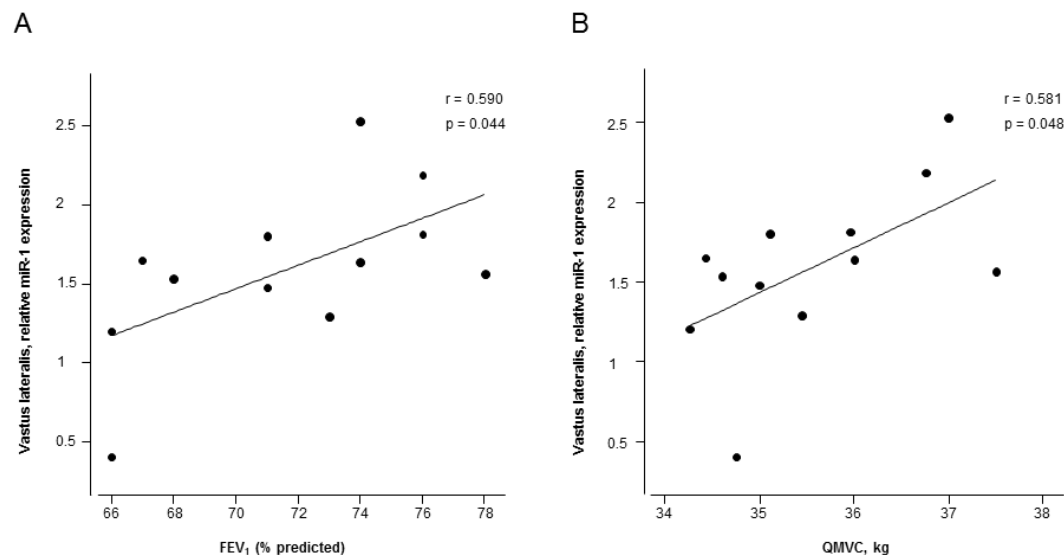 A
Vastus lateralis, relative miR-1 expression
2.5
2
1.5
1
0.5
r = 0.590
p = 0.044
66 68 70 72 74 76 78
FEV₁ (% predicted)
B
Vastus lateralis, relative miR-1 expression
2.5
2
1.5
1
0.5
r = 0.581
p = 0.048
34 35 36 37 38
QMVC, kg